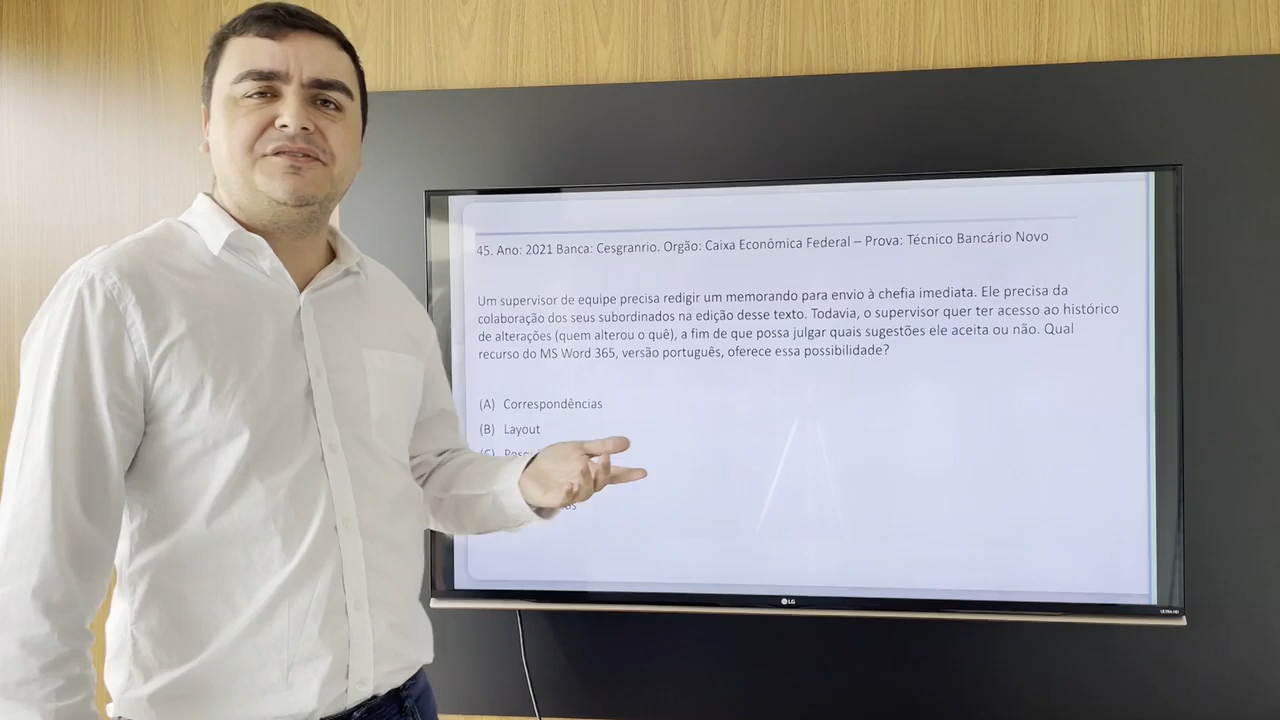 45. Ano: 2021 Banca: Cesgranrio. Orgão: Caixa Econômica Federal – Prova: Técnico Bancário Novo
Um supervisor de equipe precisa redigir um memorando para envio à chefia imediata. Ele precisa da
colaboração dos seus subordinados na edição desse texto. Todavia, o supervisor quer ter acesso ao histórico
de alterações (quem alterou o quê), a fim de que possa julgar quais sugestões ele aceita ou não. Qual
recurso do MS Word 365, versão português, oferece essa possibilidade?
(A) Correspondências
(B) Layout
(C)
LG
ULTRA HD